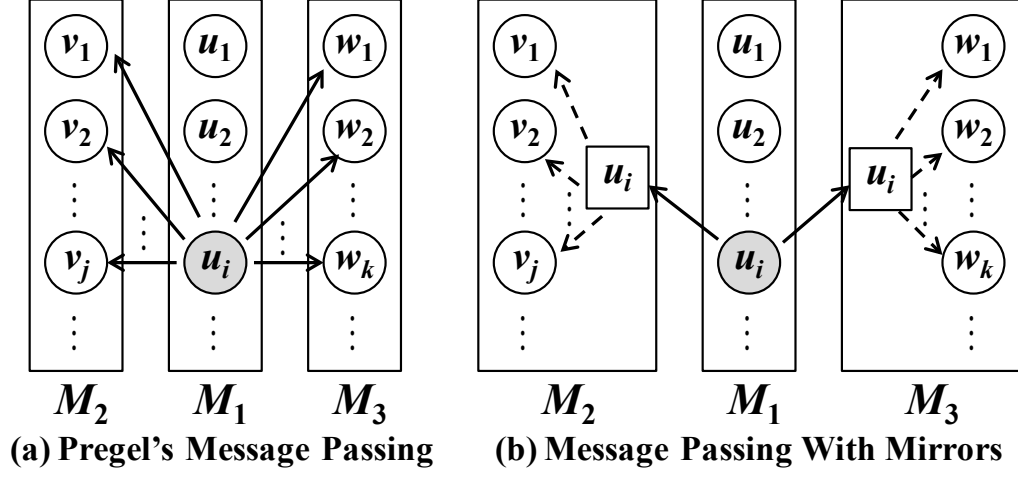 v1 u1 w1 v1 u1 w1
v2 u2 w2 v2 u2 w2
ui ui
vj ui wk vj ui wk
M2 M1 M3 M2 M1 M3
(a) Pregel's Message Passing (b) Message Passing With Mirrors